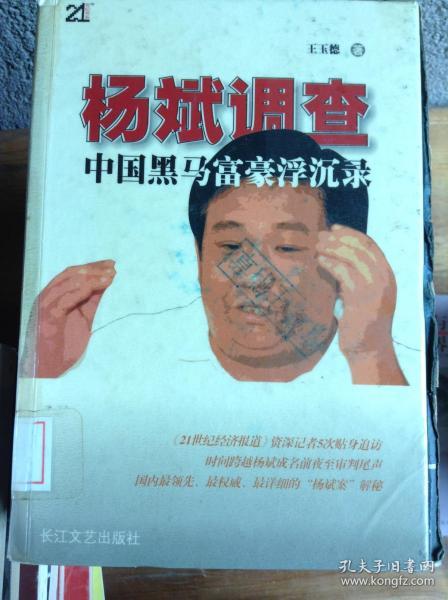 21
王玉德 著
杨斌调查
中国黑马富豪浮沉录
《21世纪经济报道》资深记者5次贴身追访
时间跨越杨斌成名前夜至审判尾声
国内最领先、最权威、最详细的“杨斌案”解秘
长江文艺出版社
孔夫子旧书网
www.kongfz.com